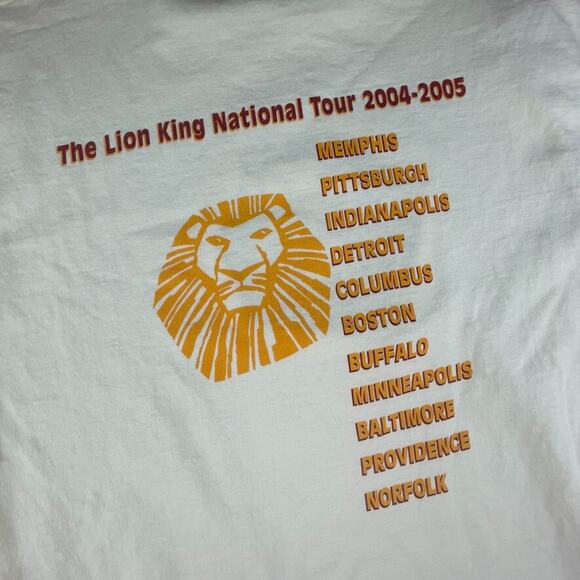 The Lion King National Tour 2004-2005
MEMPHIS
PITTSBURGH
INDIANAPOLIS
DETROIT
COLUMBUS
BOSTON
BUFFALO
MINNEAPOLIS
BALTIMORE
PROVIDENCE
NORFOLK